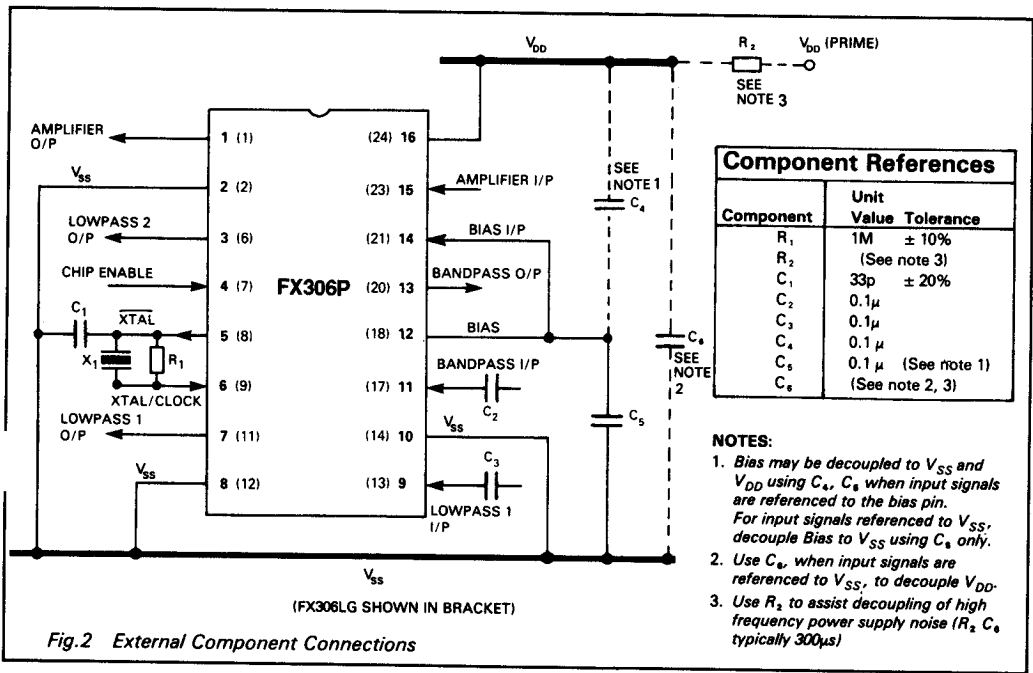 V_DD
R₂
V_DD (PRIME)
SEE
NOTE 3
AMPLIFIER
O/P
1 (1)
(24) 16
V_SS
2 (2)
(23) 15
AMPLIFIER I/P
SEE
NOTE 1
C₄
LOWPASS 2
O/P
3 (6)
(21) 14
BIAS I/P
CHIP ENABLE
4 (7)
FX306P
(20) 13
BANDPASS O/P
C₁
XTAL
5 (8)
(18) 12
BIAS
X₁
R₁
C₆
SEE
NOTE
2
6 (9)
XTAL/CLOCK
(17) 11
BANDPASS I/P
C₂
C₅
LOWPASS 1
O/P
7 (11)
(14) 10
V_SS
V_SS
8 (12)
(13) 9
C₃
LOWPASS 1
I/P
V_SS
(FX306LG SHOWN IN BRACKET)
Fig.2 External Component Connections
Component References
Unit
Component Value Tolerance
R₁ 1M ± 10%
R₂ (See note 3)
C₁ 33p ± 20%
C₂ 0.1μ
C₃ 0.1μ
C₄ 0.1 μ
C₅ 0.1 μ (See note 1)
C₆ (See note 2, 3)
NOTES:
1. Bias may be decoupled to V_SS and
V_DD using C₄, C₅ when input signals
are referenced to the bias pin.
For input signals referenced to V_SS,
decouple Bias to V_SS using C₅ only.
2. Use C₆, when input signals are
referenced to V_SS, to decouple V_DD.
3. Use R₂ to assist decoupling of high
frequency power supply noise (R₂ C₆
typically 300μs)